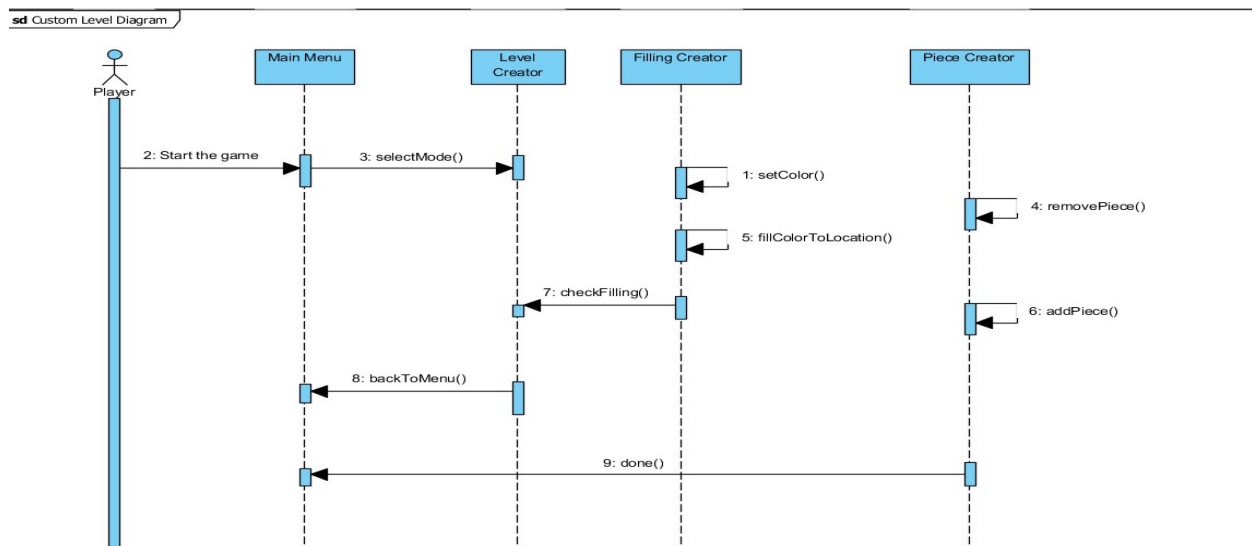 sd Custom Level Diagram
Player
Main Menu
Level
Creator
Filling Creator
Piece Creator
2: Start the game
3: selectMode()
1: setColor()
4: removePiece()
5: fillColorToLocation()
7: checkFilling()
6: addPiece()
8: backToMenu()
9: done()